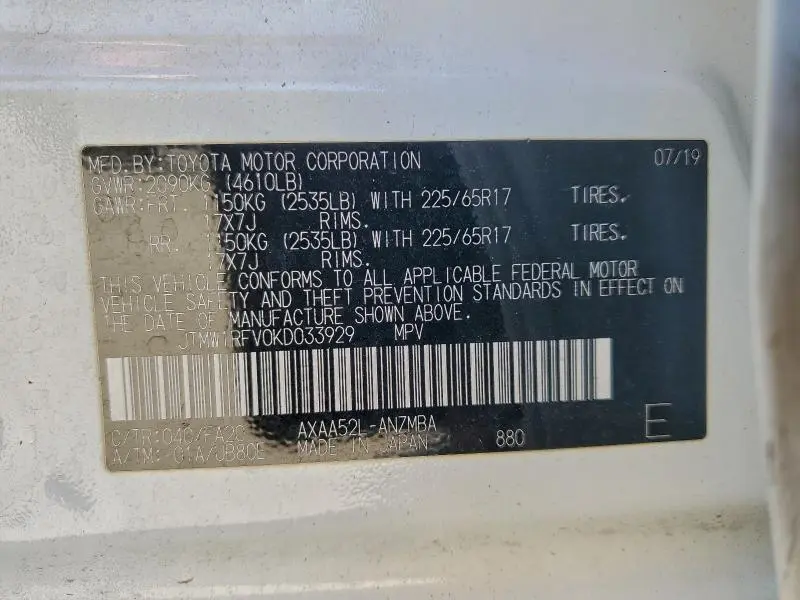 MFD.BY:TOYOTA MOTOR CORPORATION 07/19
GVWR:2090KG (4610LB)
GAWR:FRT. 1150KG (2535LB) WITH 225/65R17 TIRES.
17X7J RIMS.
RR. 1150KG (2535LB) WITH 225/65R17 TIRES.
17X7J RIMS.
THIS VEHICLE CONFORMS TO ALL APPLICABLE FEDERAL MOTOR
VEHICLE SAFETY AND THEFT PREVENTION STANDARDS IN EFFECT ON
THE DATE OF MANUFACTURE SHOWN ABOVE.
JTMW1RFV0KD033929 MPV
C/TR:040/FA20 AXAA52L-ANZMBA
A/TM:-01A/JB80E MADE IN JAPAN 880 E